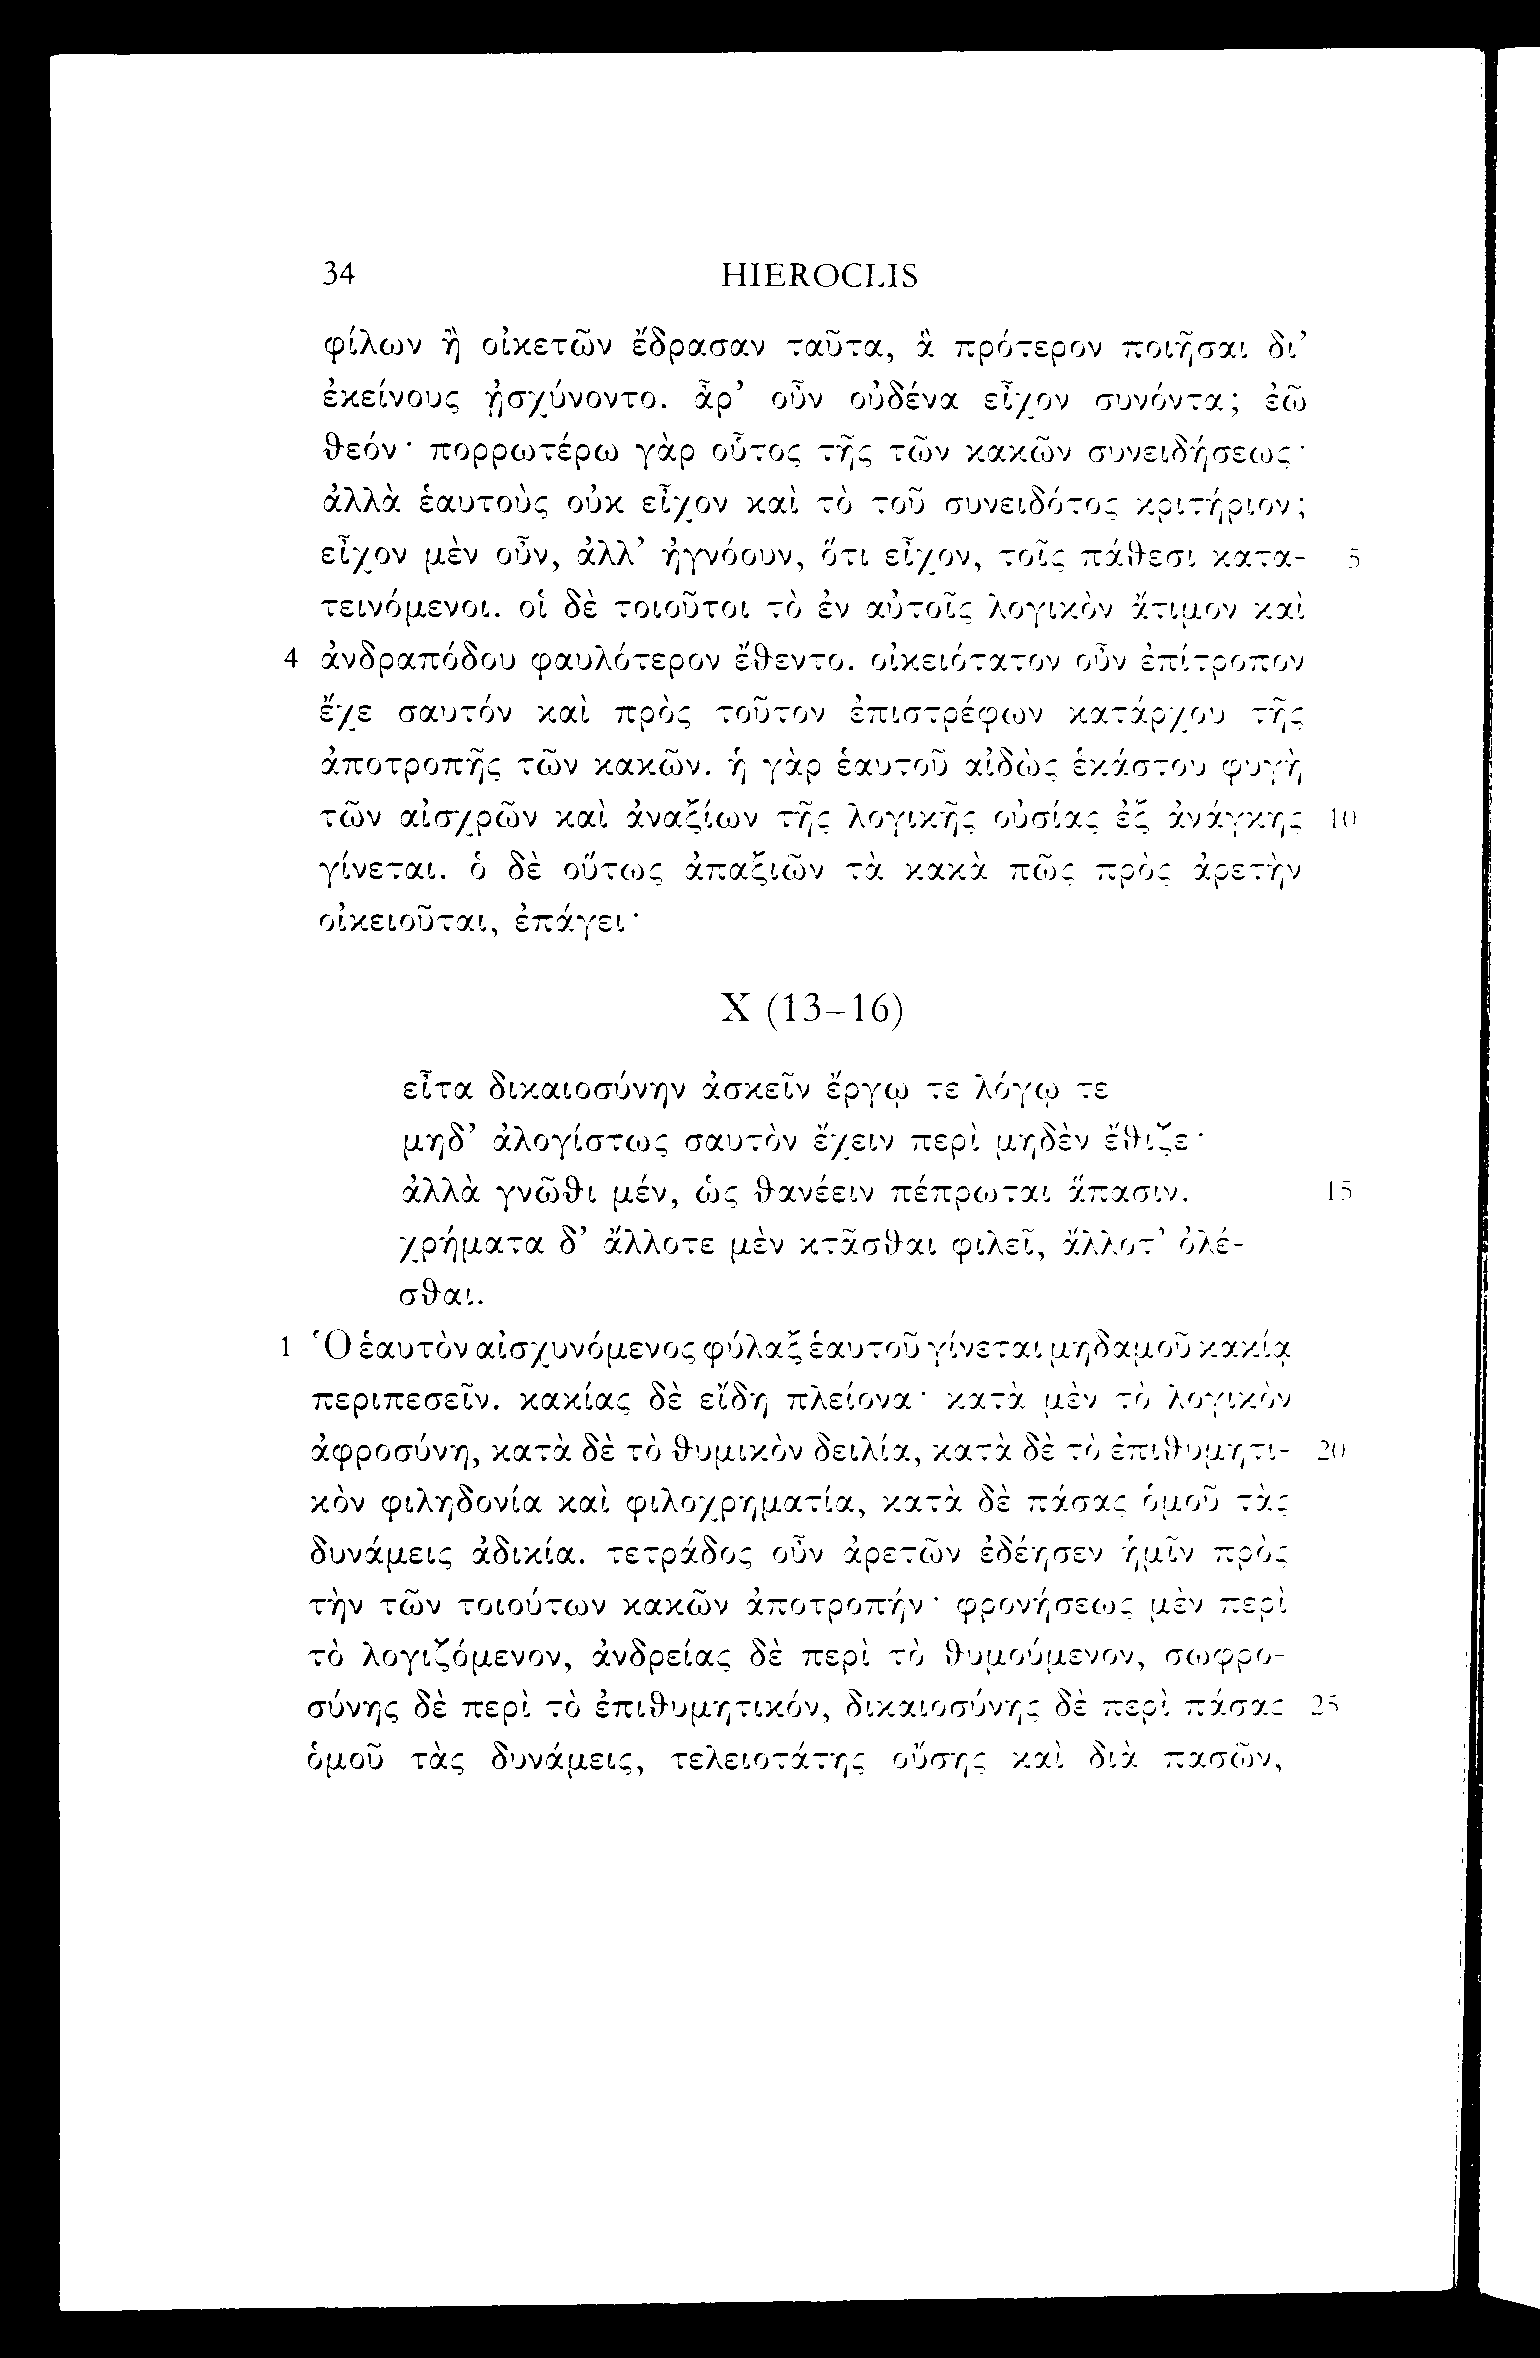 34 HIEROCLIS
φίλων ἢ οἰκετῶν ἔδρασαν ταῦτα, ἃ πρότερον ποιῆσαι δι’
ἐκείνους ᾐσχύνοντο. ἆρ’ οὖν οὐδένα εἶχον συνόντα; ἐῶ
θεόν· πορρωτέρω γὰρ οὗτος τῆς τῶν κακῶν συνειδήσεως·
ἀλλὰ ἑαυτοὺς οὐκ εἶχον καὶ τὸ τοῦ συνειδότος κριτήριον;
εἶχον μὲν οὖν, ἀλλ’ ἠγνόουν, ὅτι εἶχον, τοῖς πάθεσι κατα- 5
τεινόμενοι. οἱ δὲ τοιοῦτοι τὸ ἐν αὑτοῖς λογικὸν ἄτιμον καὶ
4 ἀνδραπόδου φαυλότερον ἔθεντο. οἰκειότατον οὖν ἐπίτροπον
ἔχε σαυτόν καὶ πρὸς τοῦτον ἐπιστρέφων κατάρχου τῆς
ἀποτροπῆς τῶν κακῶν. ἡ γὰρ ἑαυτοῦ αἰδὼς ἑκάστου φυγὴ
τῶν αἰσχρῶν καὶ ἀναξίων τῆς λογικῆς οὐσίας ἐξ ἀνάγκης 10
γίνεται. ὁ δὲ οὕτως ἀπαξιῶν τὰ κακὰ πῶς πρὸς ἀρετὴν
οἰκειοῦται, ἐπάγει·
X (13–16)
εἶτα δικαιοσύνην ἀσκεῖν ἔργῳ τε λόγῳ τε
μηδ’ ἀλογίστως σαυτὸν ἔχειν περὶ μηδὲν ἔθιζε·
ἀλλὰ γνῶθι μέν, ὡς θανέειν πέπρωται ἅπασιν. 15
χρήματα δ’ ἄλλοτε μὲν κτᾶσθαι φιλεῖ, ἄλλοτ’ ὀλέ-
σθαι.
1 Ὁ ἑαυτὸν αἰσχυνόμενος φύλαξ ἑαυτοῦ γίνεται μηδαμοῦ κακίᾳ
περιπεσεῖν. κακίας δὲ εἴδη πλείονα· κατὰ μὲν τὸ λογικὸν
ἀφροσύνη, κατὰ δὲ τὸ θυμικὸν δειλία, κατὰ δὲ τὸ ἐπιθυμητι- 20
κὸν φιληδονία καὶ φιλοχρηματία, κατὰ δὲ πάσας ὁμοῦ τὰς
δυνάμεις ἀδικία. τετράδος οὖν ἀρετῶν ἐδέησεν ἡμῖν πρὸς
τὴν τῶν τοιούτων κακῶν ἀποτροπήν· φρονήσεως μὲν περὶ
τὸ λογιζόμενον, ἀνδρείας δὲ περὶ τὸ θυμούμενον, σωφρο-
σύνης δὲ περὶ τὸ ἐπιθυμητικόν, δικαιοσύνης δὲ περὶ πάσας 25
ὁμοῦ τὰς δυνάμεις, τελειοτάτης οὔσης καὶ διὰ πασῶν,